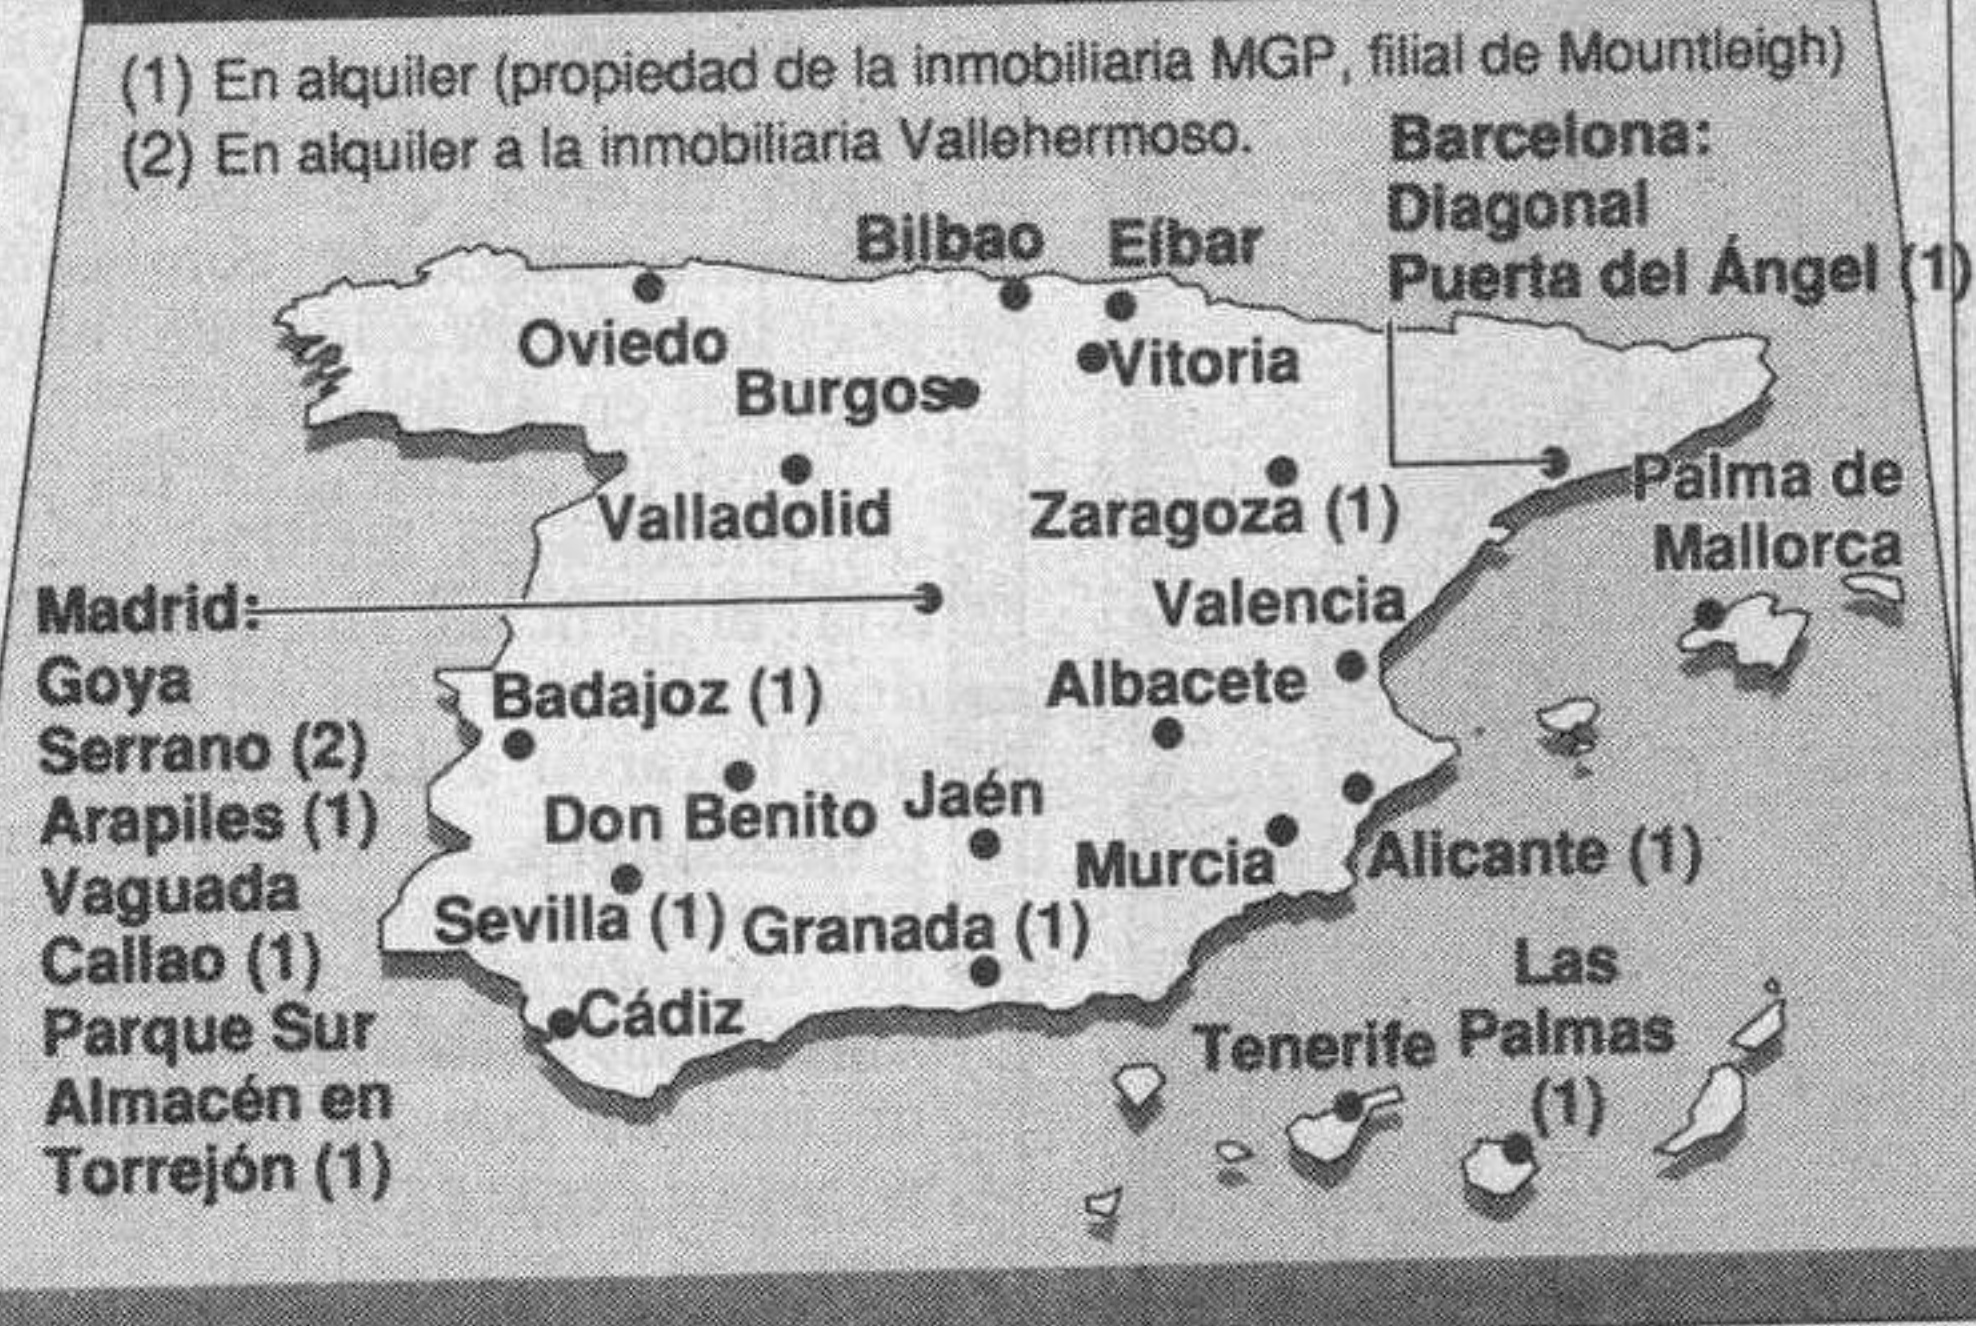 (1) En alquiler (propiedad de la inmobiliaria MGP, filial de Mountleigh)
(2) En alquiler a la inmobiliaria Vallehermoso.
Barcelona:
Diagonal
Puerta del Ángel (1)
Bilbao
Eíbar
Oviedo
Vitoria
Burgos
Valladolid
Zaragoza (1)
Palma de
Mallorca
Madrid:
Goya
Serrano (2)
Arapiles (1)
Vaguada
Callao (1)
Parque Sur
Almacén en
Torrejón (1)
Valencia
Badajoz (1)
Albacete
Don Benito
Jaén
Murcia
Alicante (1)
Sevilla (1)
Granada (1)
Cádiz
Tenerife
Las
Palmas
(1)